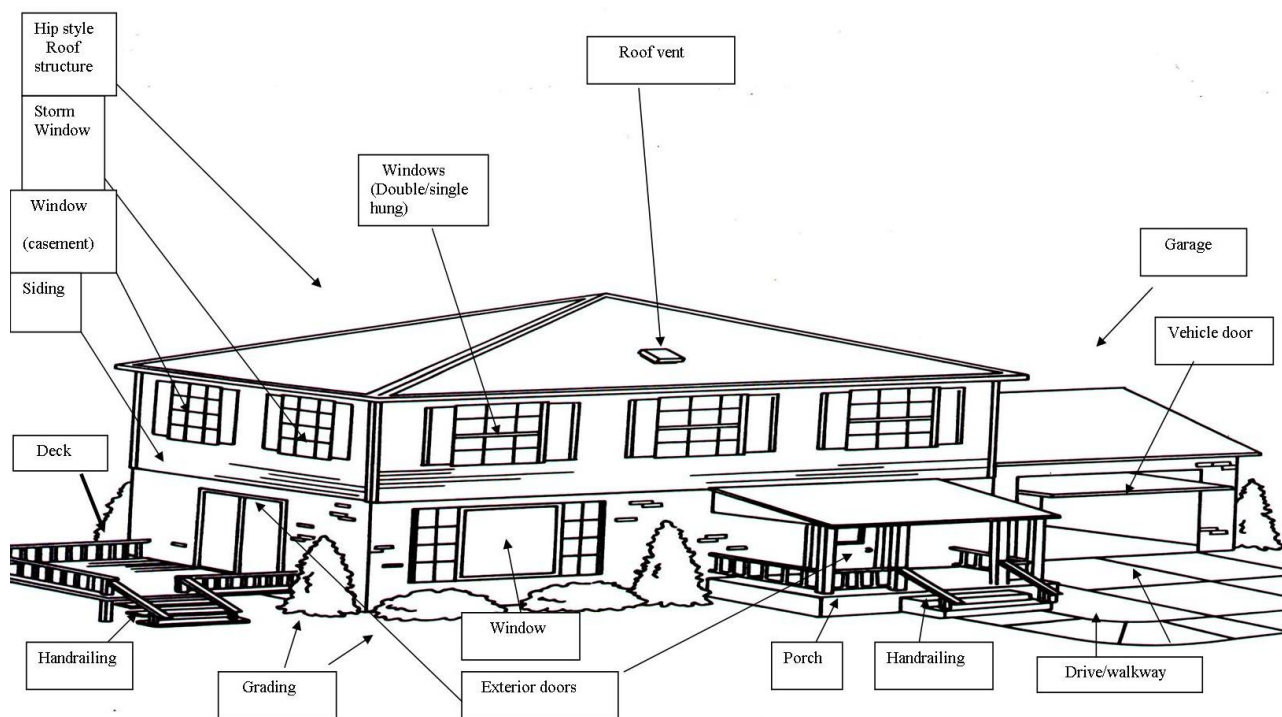 Hip style
Roof
structure
Storm
Window
Window
(casement)
Siding
Roof vent
Windows
(Double/single
hung)
Garage
Vehicle door
Deck
Handrailing
Grading
Window
Exterior doors
Porch
Handrailing
Drive/walkway